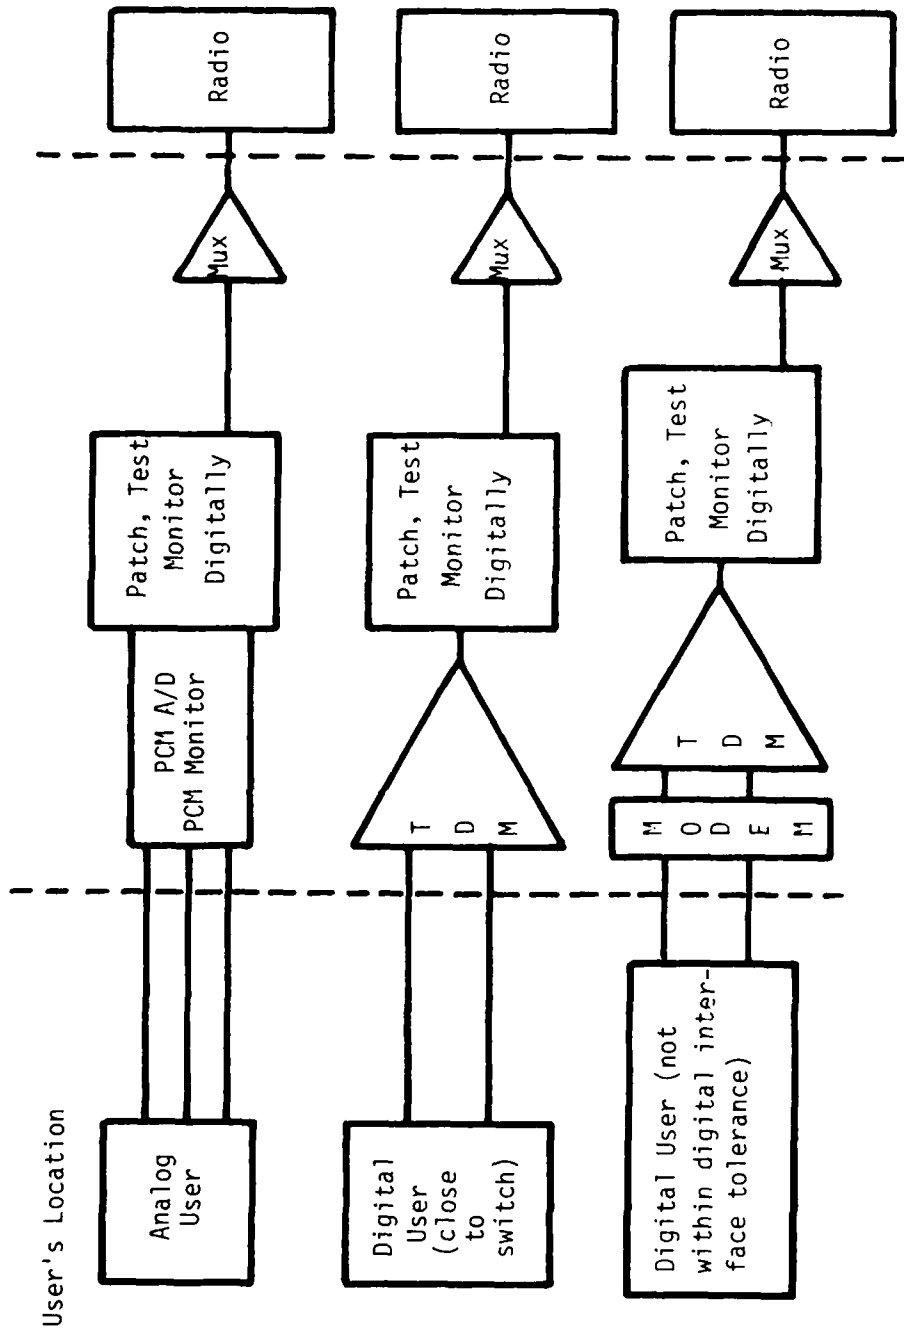 User's Location
Analog
User
PCM A/D
PCM Monitor
Patch, Test
Monitor
Digitally
Mux
Radio
Digital
User
(close
to
switch)
T
D
M
Patch, Test
Monitor
Digitally
Mux
Radio
Digital User (not
within digital inter-
face tolerance)
M
O
D
E
M
T
D
M
Patch, Test
Monitor
Digitally
Mux
Radio